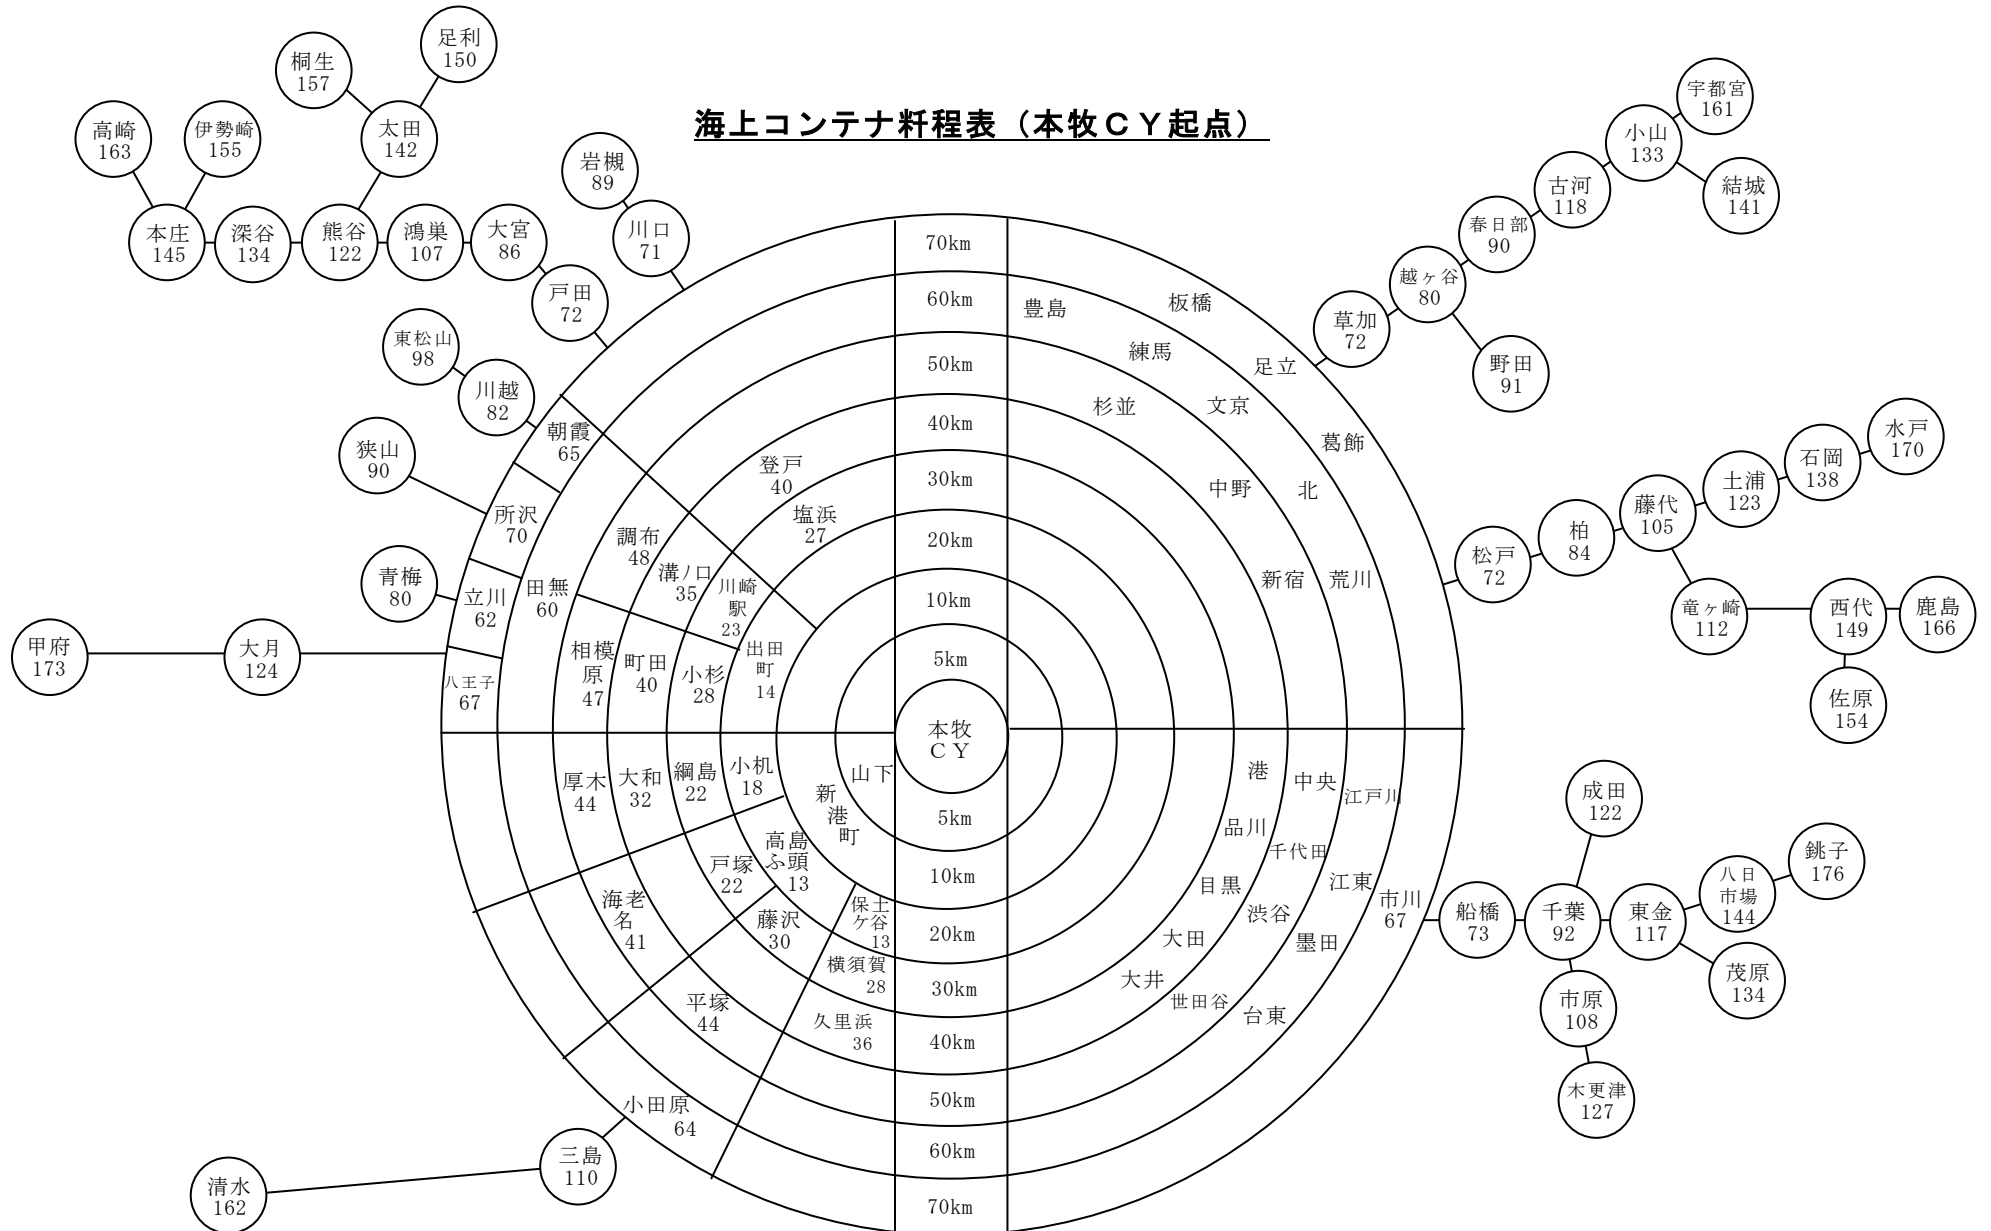 海上コンテナ粁程表（本牧ＣＹ起点）
足利
150
桐生
157
高崎
163
伊勢崎
155
太田
142
本庄
145
深谷
134
熊谷
122
鴻巣
107
大宮
86
戸田
72
岩槻
89
川口
71
東松山
98
川越
82
狭山
90
青梅
80
甲府
173
大月
124
清水
162
三島
110
宇都宮
161
小山
133
結城
141
古河
118
春日部
90
越ヶ谷
80
草加
72
野田
91
水戸
170
石岡
138
土浦
123
藤代
105
柏
84
松戸
72
竜ヶ崎
112
西代
149
鹿島
166
佐原
154
成田
122
銚子
176
八日
市場
144
東金
117
千葉
92
船橋
73
茂原
134
市原
108
木更津
127
70km
60km
50km
40km
30km
20km
10km
5km
本牧
ＣＹ
5km
10km
20km
30km
40km
50km
60km
70km
朝霞
65
所沢
70
立川
62
八王子
67
田無
60
登戸
40
塩浜
27
調布
48
溝ﾉ口
35
川崎
駅
23
出田
町
14
相模
原
47
町田
40
小杉
28
山下
新
港
町
小机
18
綱島
22
大和
32
厚木
44
高島
ふ頭
13
戸塚
22
海老
名
41
保土
ケ谷
13
藤沢
30
横須賀
28
平塚
44
久里浜
36
小田原
64
豊島
板橋
練馬
足立
杉並
文京
葛飾
中野
北
新宿
荒川
港
中央
江戸川
品川
千代田
江東
目黒
渋谷
市川
67
大田
墨田
大井
世田谷
台東